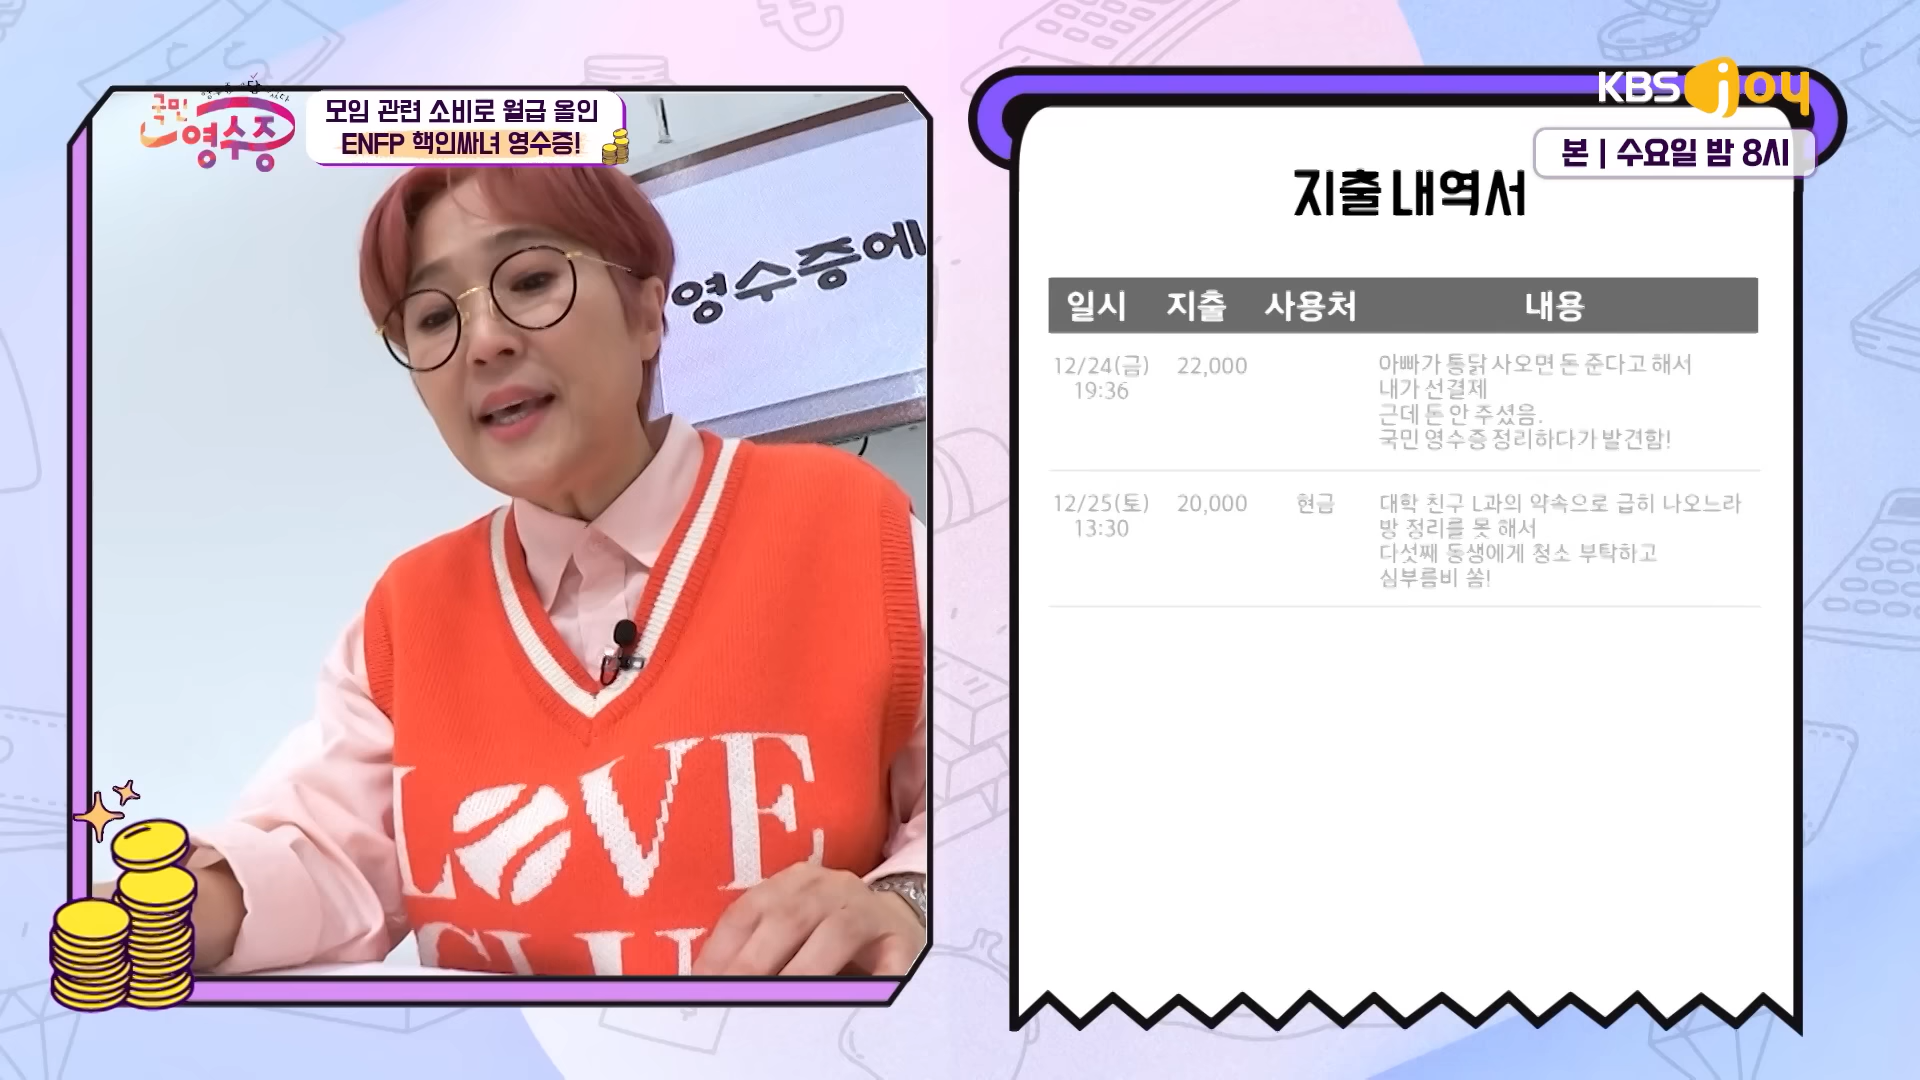 국민
영수증
모임 관련 소비로 월급 올인
ENFP 핵인싸녀 영수증!
영수증에
LOVE
KBS joy
본 | 수요일 밤 8시
지출 내역서
일시 지출 사용처 내용
12/24(금) 19:36 22,000 아빠가 통닭 사오면 돈 준다고 해서
내가 선결제
근데 돈 안 주셨음.
국민 영수증 정리하다가 발견함!
12/25(토) 13:30 20,000 현금 대학 친구 L과의 약속으로 급히 나오느라
방 정리를 못 해서
다섯째 동생에게 청소 부탁하고
심부름비 쏨!